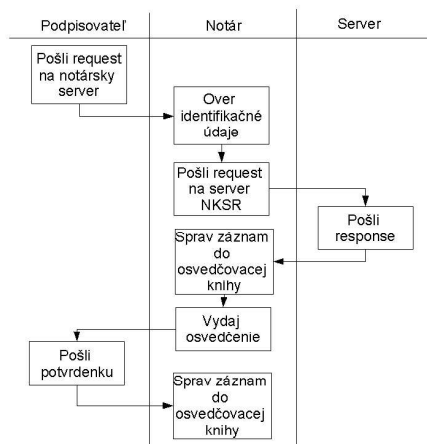 Podpisovateľ
Notár
Server
Pošli request
na notársky
server
Over
identifikačné
údaje
Pošli request
na server
NKSR
Pošli
response
Sprav záznam
do
osvedčovacej
knihy
Vydaj
osvedčenie
Pošli
potvrdenku
Sprav záznam
do
osvedčovacej
knihy